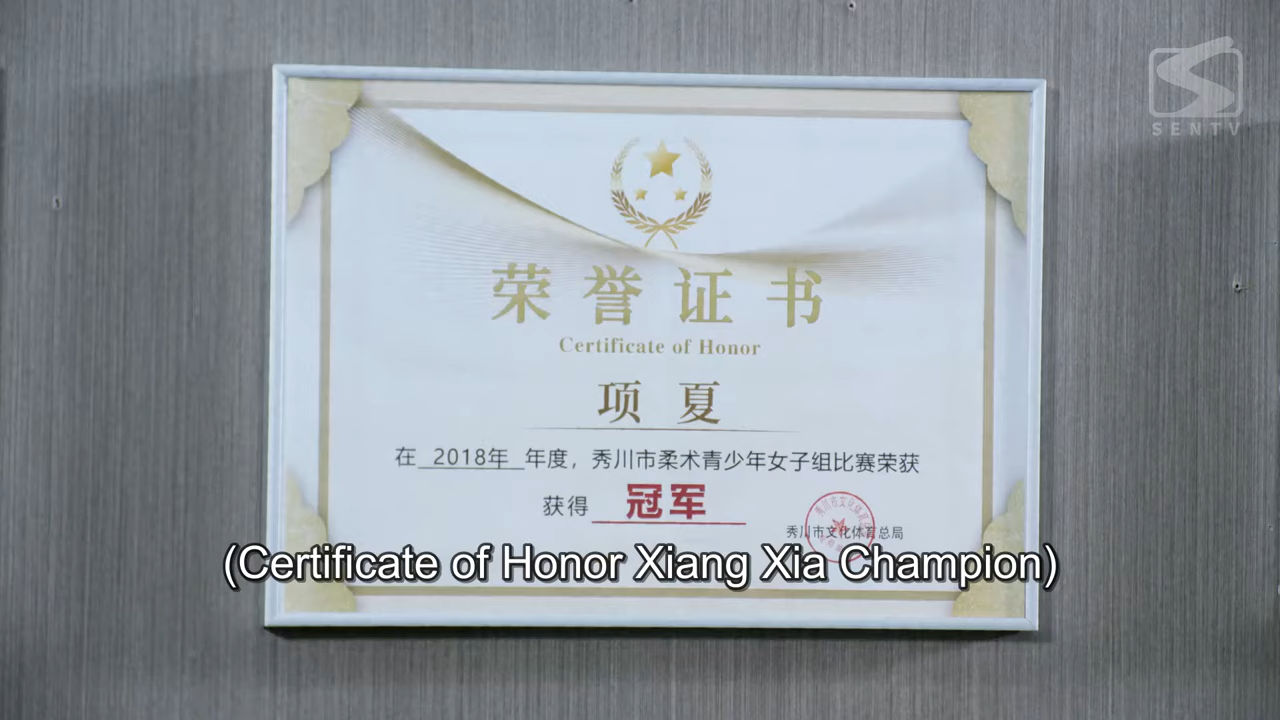 SENTV
荣誉证书
Certificate of Honor
项夏
在 2018年 年度，秀川市柔术青少年女子组比赛荣获
获得 冠军
秀川市文化体育总局
(Certificate of Honor Xiang Xia Champion)